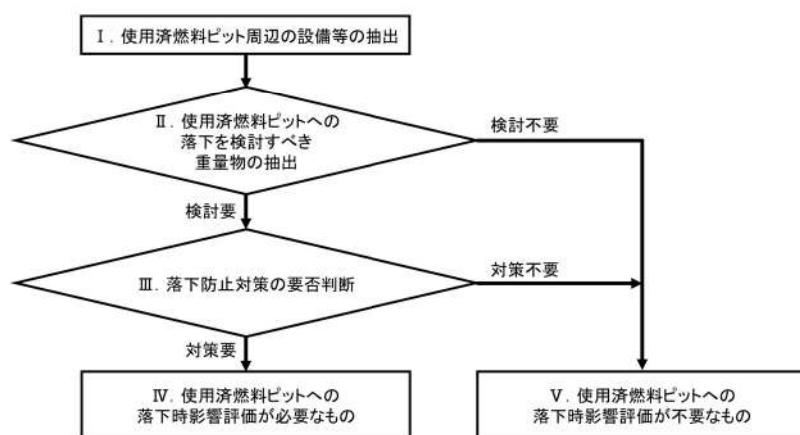 Ⅰ. 使用済燃料ピット周辺の設備等の抽出
Ⅱ. 使用済燃料ピットへの
落下を検討すべき
重量物の抽出
検討不要
検討要
Ⅲ. 落下防止対策の要否判断
対策不要
対策要
Ⅳ. 使用済燃料ピットへの
落下時影響評価が必要なもの
Ⅴ. 使用済燃料ピットへの
落下時影響評価が不要なもの